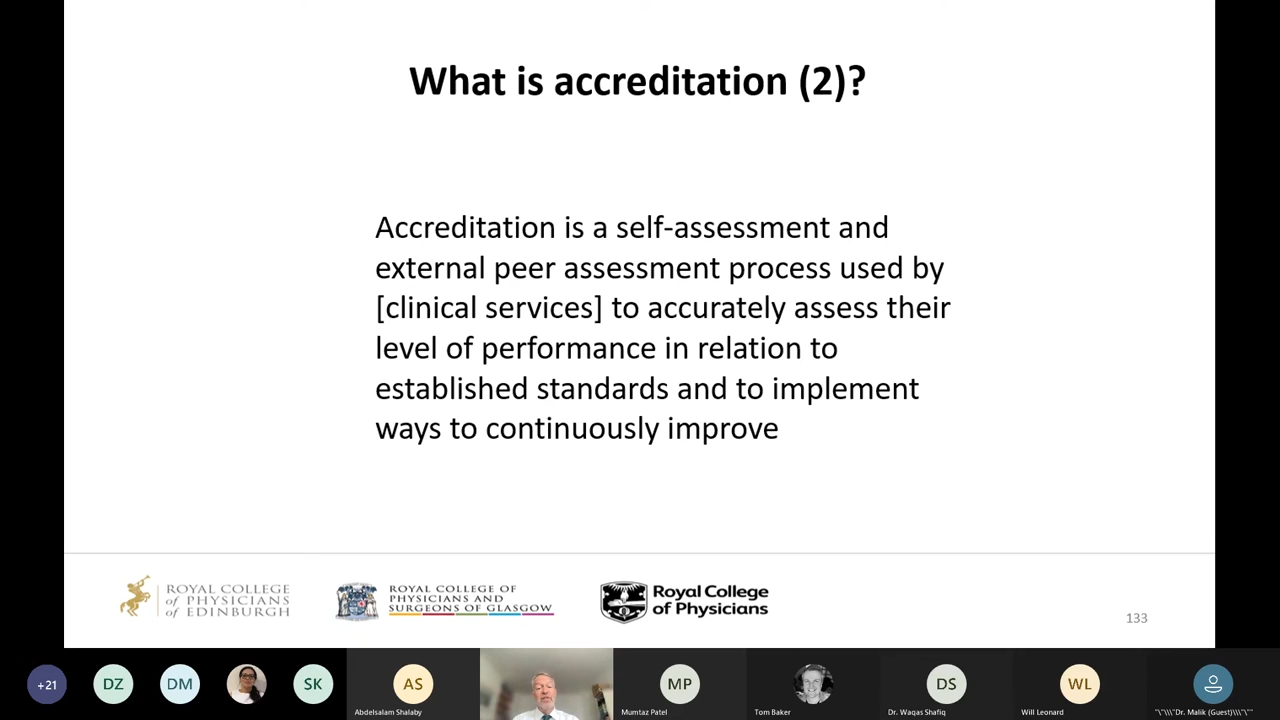 What is accreditation (2)?
Accreditation is a self-assessment and
external peer assessment process used by
[clinical services] to accurately assess their
level of performance in relation to
established standards and to implement
ways to continuously improve
ROYAL COLLEGE
of PHYSICIANS
of EDINBURGH
ROYAL COLLEGE OF
PHYSICIANS AND
SURGEONS OF GLASGOW
Royal College
of Physicians
133
+21
DZ
DM
SK
AS
Abdelsalam Shalaby
MP
Mumtaz Patel
Tom Baker
DS
Dr. Waqas Shafiq
WL
Will Leonard
"\"\\\"Dr. Malik (Guest)\\\"\""